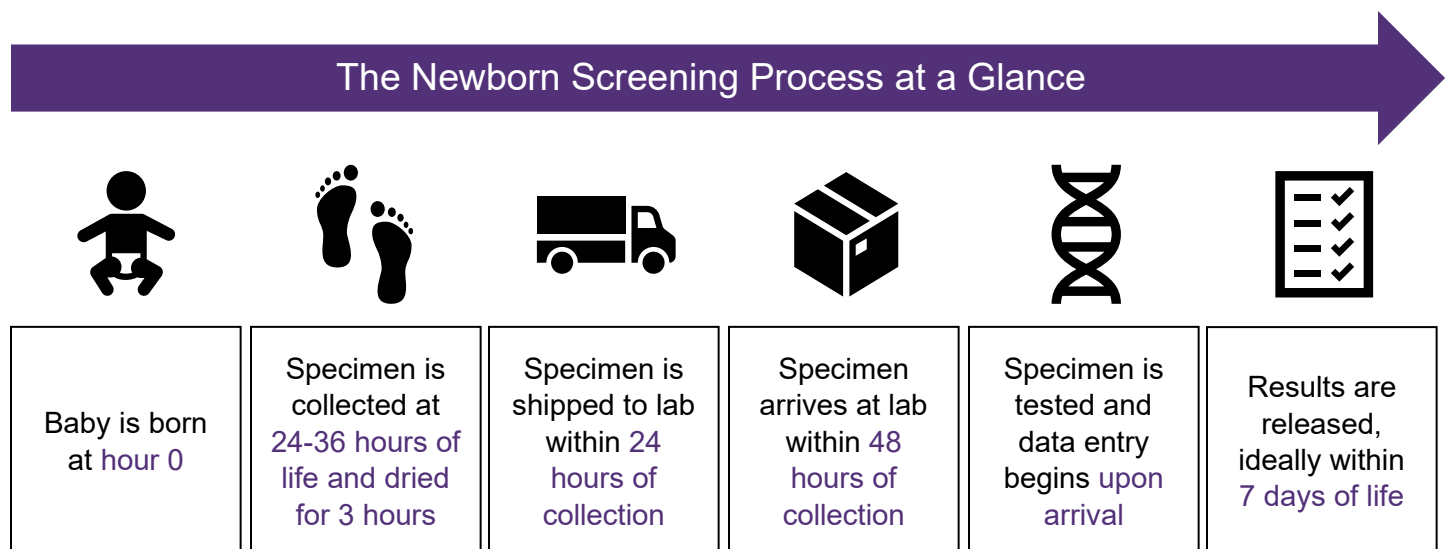 The Newborn Screening Process at a Glance
Baby is born
at hour 0
Specimen is
collected at
24-36 hours of
life and dried
for 3 hours
Specimen is
shipped to lab
within 24
hours of
collection
Specimen
arrives at lab
within 48
hours of
collection
Specimen is
tested and
data entry
begins upon
arrival
Results are
released,
ideally within
7 days of life